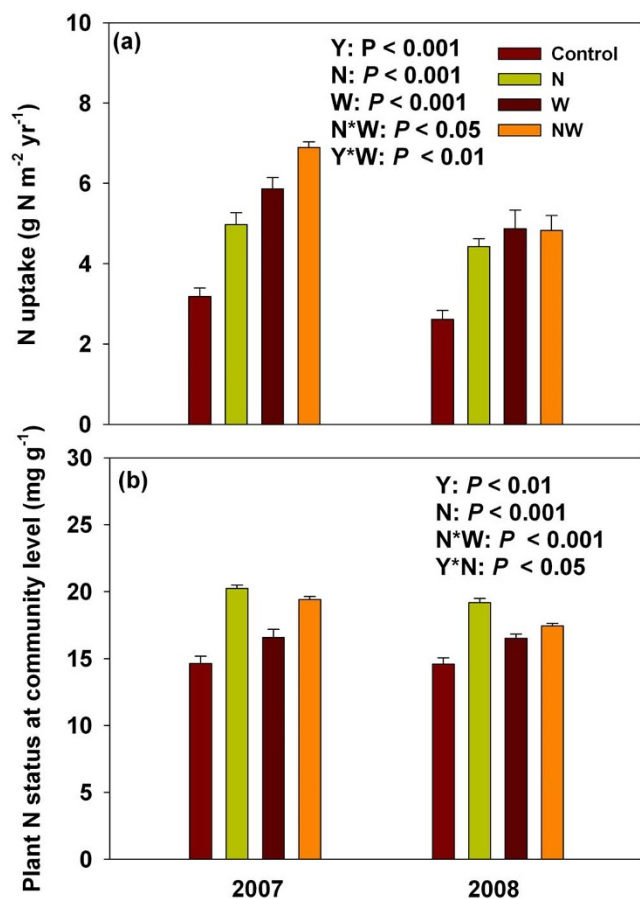 (a)
Y: P < 0.001
N: P < 0.001
W: P < 0.001
N*W: P < 0.05
Y*W: P < 0.01
Control
N
W
NW
N uptake (g N m⁻² yr⁻¹)
10
8
6
4
2
0
(b)
Y: P < 0.01
N: P < 0.001
N*W: P < 0.001
Y*N: P < 0.05
Plant N status at community level (mg g⁻¹)
30
25
20
15
10
5
0
2007 2008